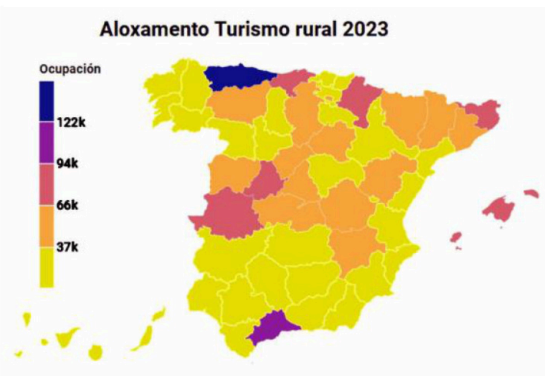 Aloxamento Turismo rural 2023
Ocupación
122k
94k
66k
37k